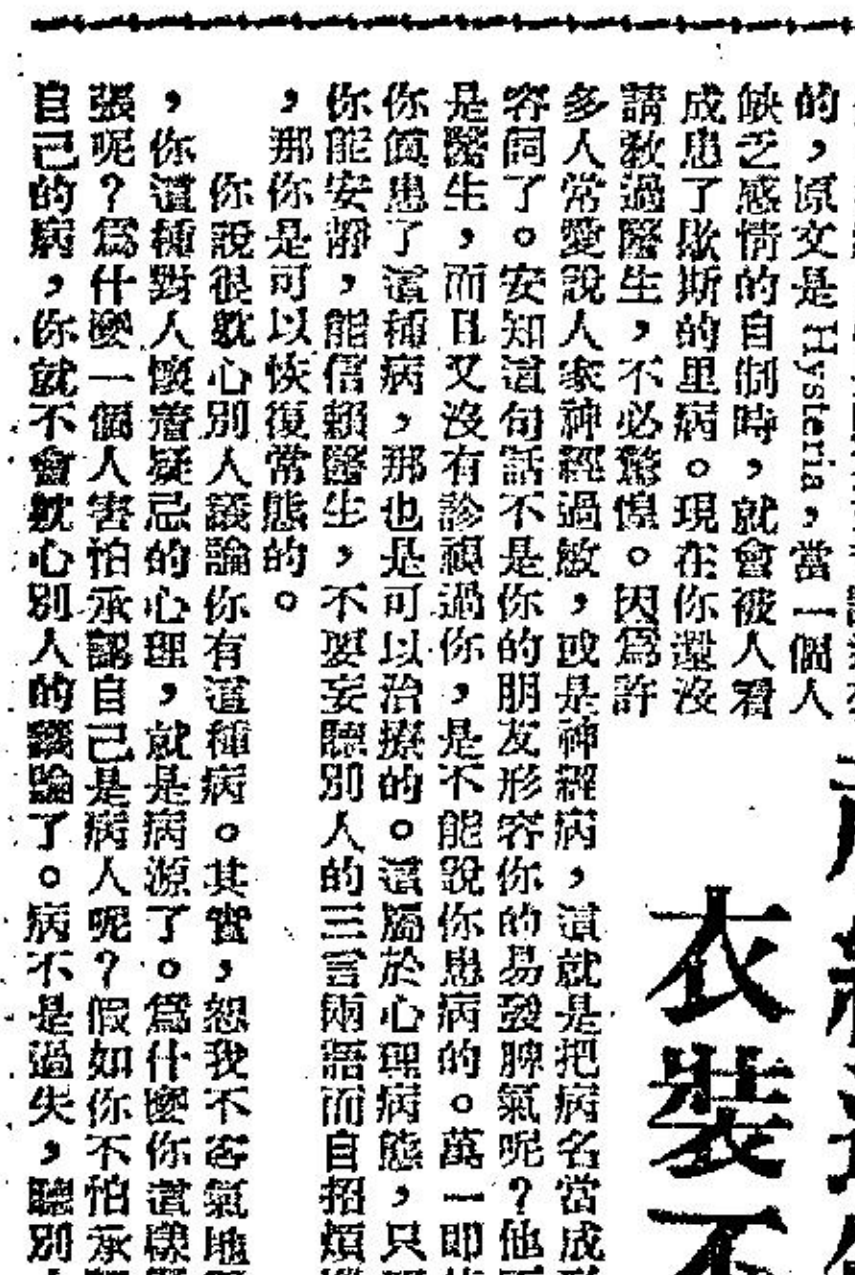 的，原文是Hysteria，當一個人
缺乏感情的自制時，就會被人看
成患了歇斯的里病。現在你還沒
請教過醫生，不必驚惶。因爲許
多人常愛說人家神經過敏，或是神經病，這就是把病名當成
容詞了。安知這句話不是你的朋友形容你的易發脾氣呢？他
是醫生，而且又沒有診視過你，是不能說你患病的。萬一即
你眞患了這種病，那也是可以治療的。這屬於心理病態，只
你能安靜，能信賴醫生，不要妄聽別人的三言兩語而自招煩
，那你是可以恢復常態的。
你說很躭心別人議論你有這種病。其實，恕我不客氣地
，你這種對人懷着疑忌的心理，就是病源了。爲什麼你這樣
張呢？爲什麼一個人害怕承認自己是病人呢？假如你不怕承
自己的病，你就不會躭心別人的議論了。病不是過失，聽別
衣裝不